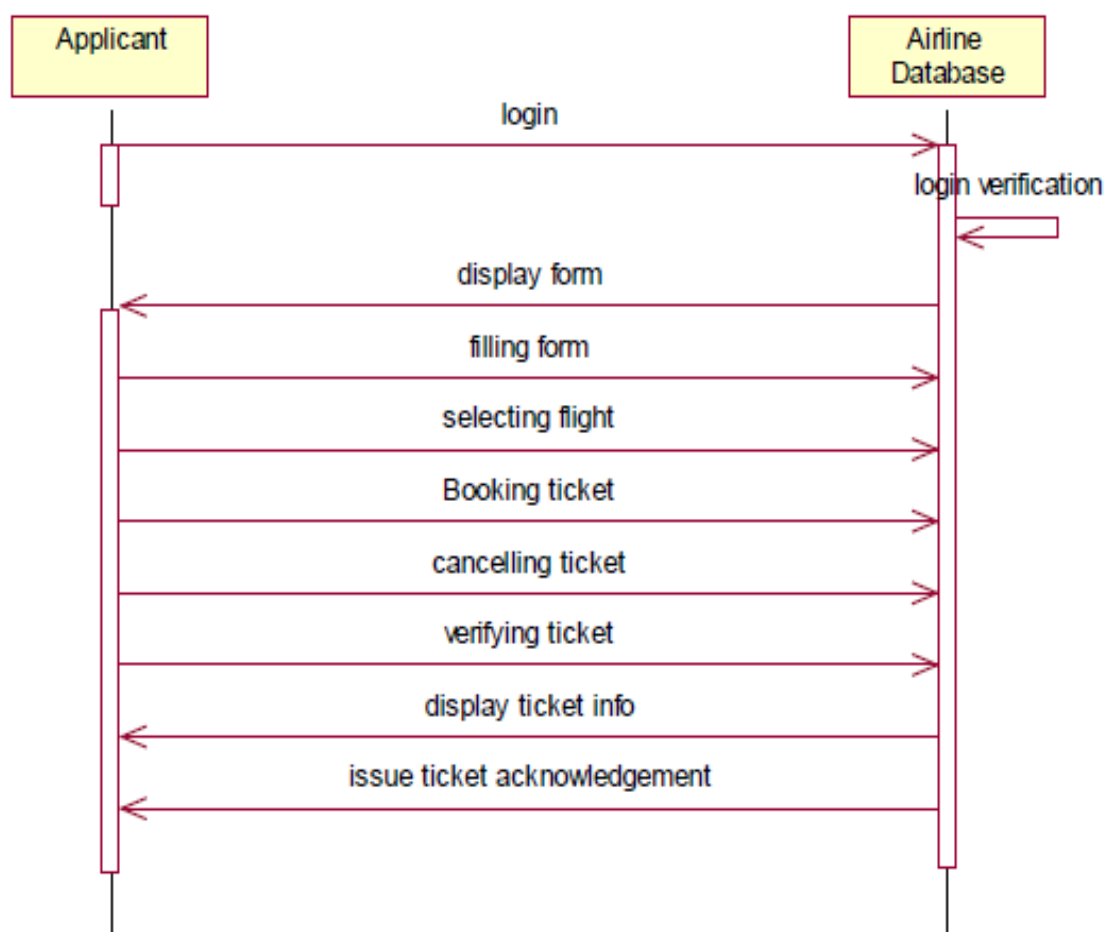 Applicant
Airline
Database
login
login verification
display form
filling form
selecting flight
Booking ticket
cancelling ticket
verifying ticket
display ticket info
issue ticket acknowledgement